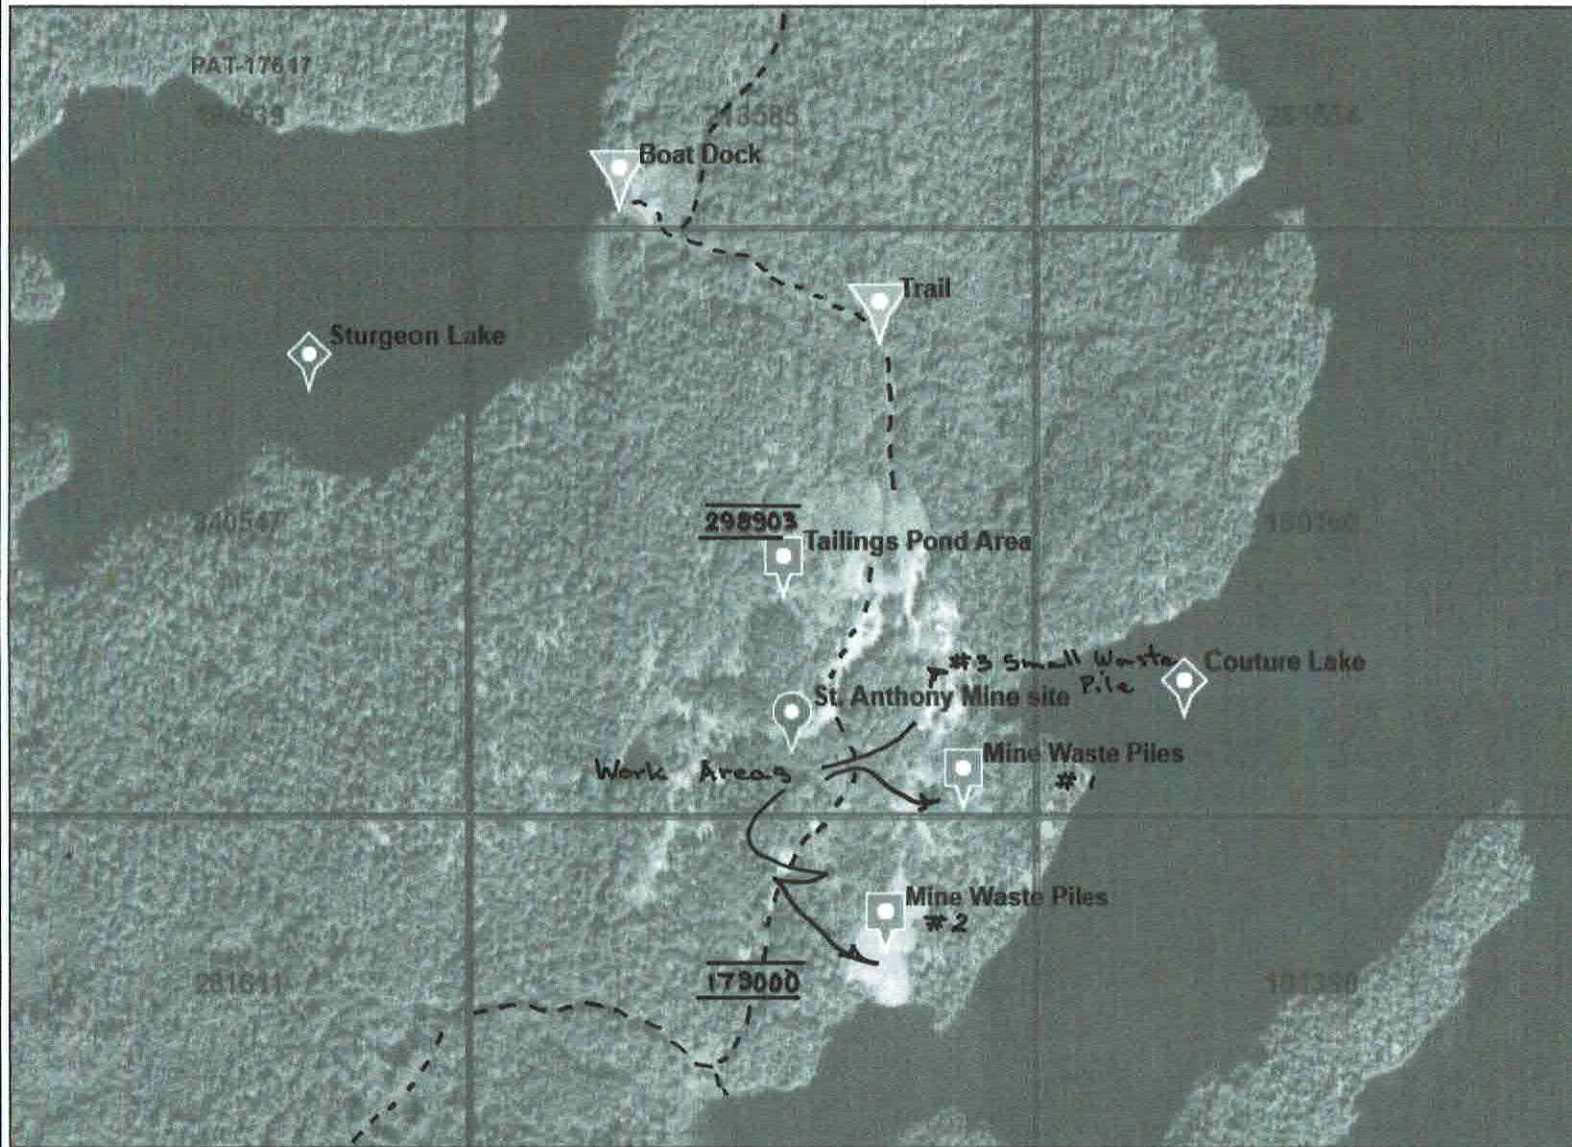 PAT-17617
Boat Dock
Trail
Sturgeon Lake
298903
Tailings Pond Area
#3 Small Waste
Pile
Couture Lake
St. Anthony Mine site
Mine Waste Piles
#1
Work Areas
Mine Waste Piles
#2
179000